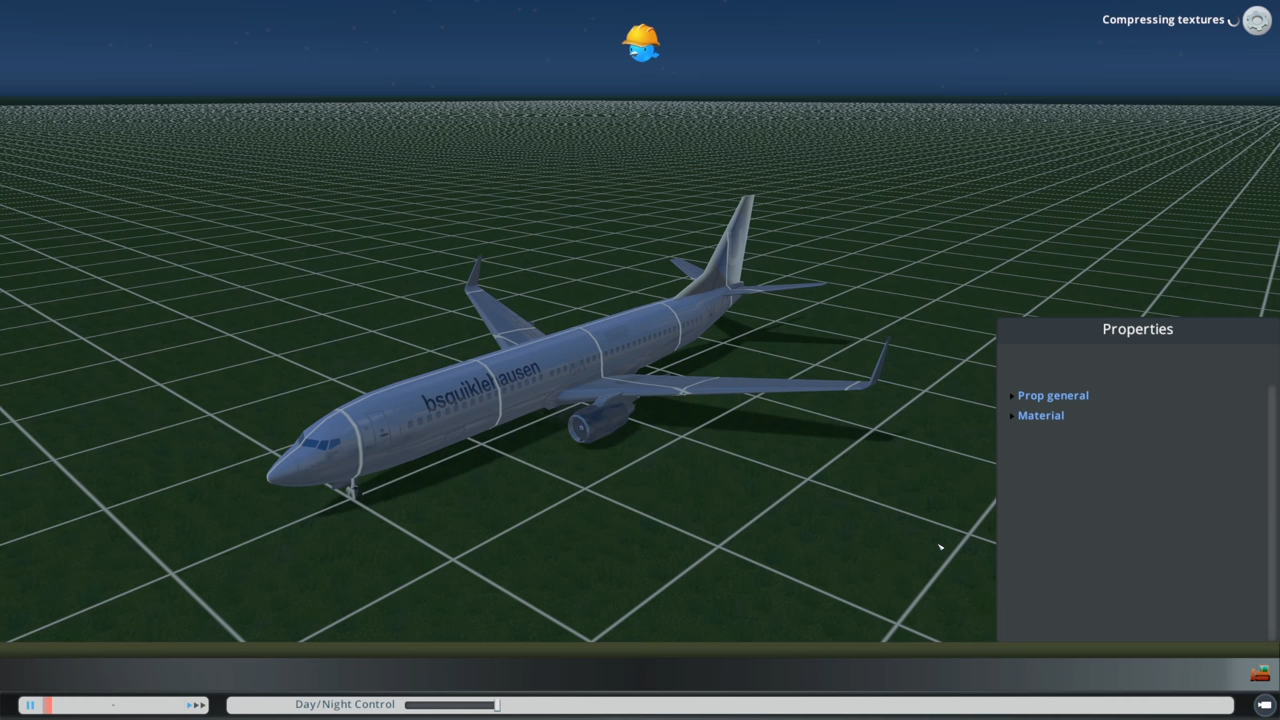 Compressing textures
Properties
Prop general
Material
bsquiklehausen
Day/Night Control